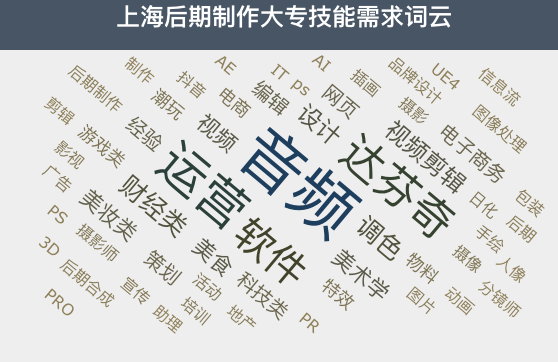 上海后期制作大专技能需求词云
AE
AI
制作
IT
ps
品牌设计
UE4
信息流
后期制作
抖音
插画
潮玩
电商
编辑
网页
摄影
图像处理
剪辑
游戏类
经验
视频
设计
视频剪辑
电子商务
影视
音频
达芬奇
广告
运营
日化
包装
PS
美妆类
财经类
软件
调色
手绘
后期
摄影师
3D
美食
美术学
物料
摄像
人像
后期合成
策划
科技类
特效
分镜师
PRO
宣传
活动
图片
动画
助理
培训
地产
PR